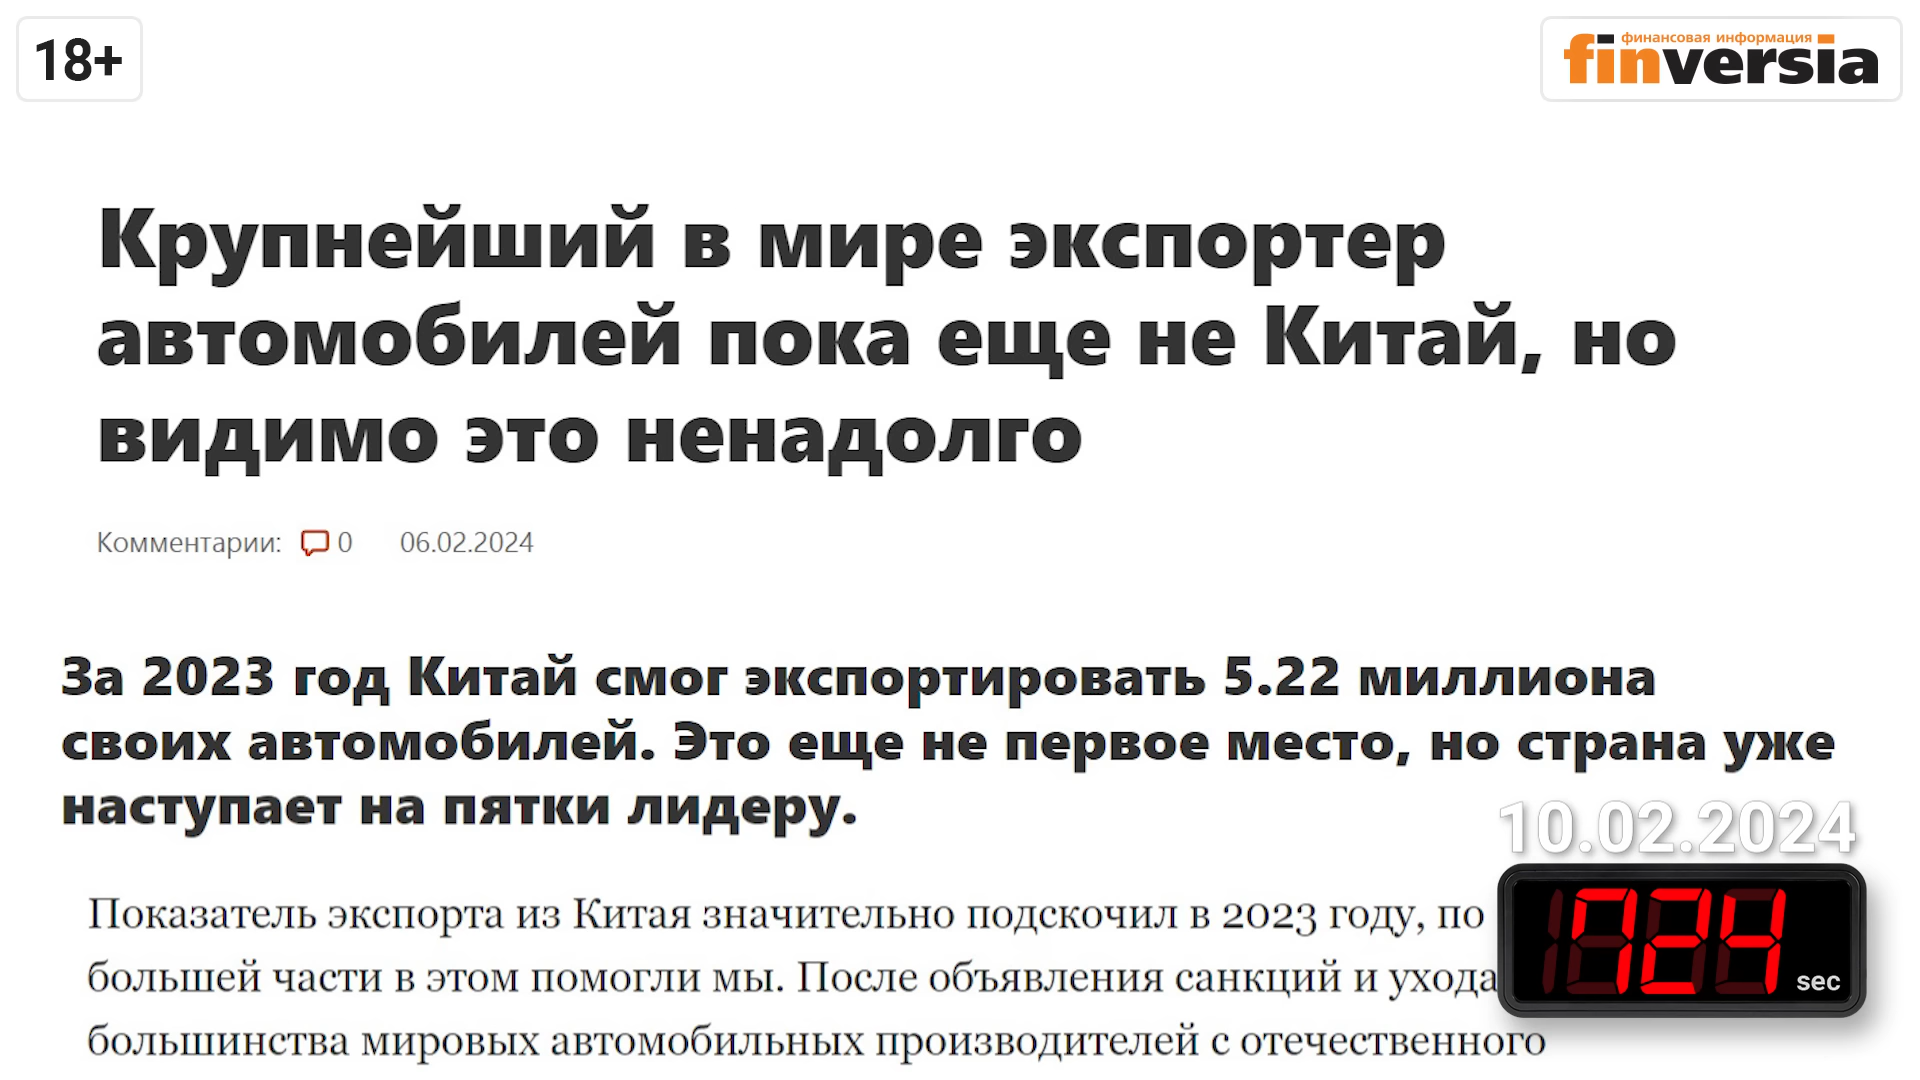 18+
финансовая информация
finversia
Крупнейший в мире экспортер
автомобилей пока еще не Китай, но
видимо это ненадолго
Комментарии: 0 06.02.2024
За 2023 год Китай смог экспортировать 5.22 миллиона
своих автомобилей. Это еще не первое место, но страна уже
наступает на пятки лидеру.
10.02.2024
Показатель экспорта из Китая значительно подскочил в 2023 году, по
большей части в этом помогли мы. После объявления санкций и ухода
большинства мировых автомобильных производителей с отечественного
724 sec